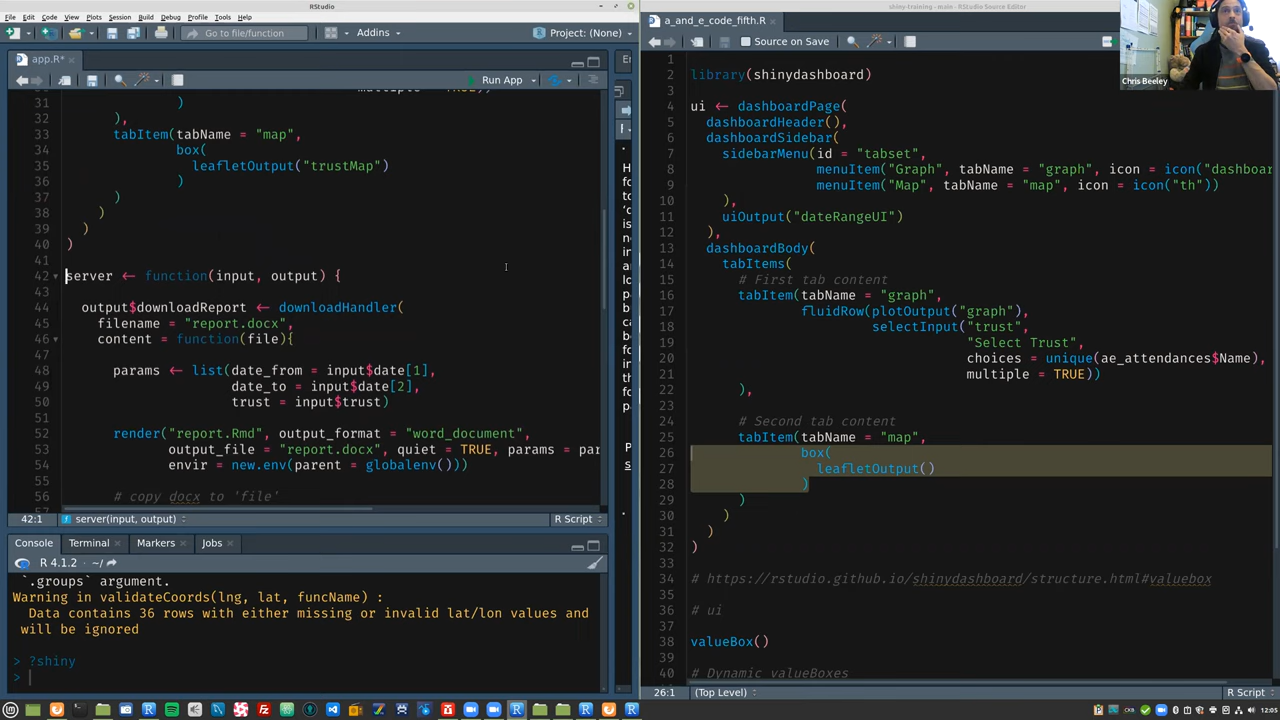 RStudio
File Edit Code View Plots Session Build Debug Profile Tools Help
Go to file/function
Addins
Project: (None)
app.R*
Run App
31 )
32 ),
33 tabItem(tabName = "map",
34 box(
35 leafletOutput("trustMap")
36 )
37 )
38 )
39 )
40 )
41
42 server ← function(input, output) {
43
44 output$downloadReport ← downloadHandler(
45 filename = "report.docx",
46 content = function(file){
47
48 params ← list(date_from = input$date[1],
49 date_to = input$date[2],
50 trust = input$trust)
51
52 render("report.Rmd", output_format = "word_document",
53 output_file = "report.docx", quiet = TRUE, params = par
54 envir = new.env(parent = globalenv()))
55
56 # copy docx to 'file'
42:1 server(input, output) R Script
Console Terminal Markers Jobs
R 4.1.2 · ~/
`.groups` argument.
Warning in validateCoords(lng, lat, funcName) :
Data contains 36 rows with either missing or invalid lat/lon values and
will be ignored
> ?shiny
>
shiny-training - main - RStudio Source Editor
a_and_e_code_fifth.R
Source on Save
1
2 library(shinydashboard)
3
4 ui ← dashboardPage(
5 dashboardHeader(),
6 dashboardSidebar(
7 sidebarMenu(id = "tabset",
8 menuItem("Graph", tabName = "graph", icon = icon("dashboar
9 menuItem("Map", tabName = "map", icon = icon("th"))
10 ),
11 uiOutput("dateRangeUI")
12 ),
13 dashboardBody(
14 tabItems(
15 # First tab content
16 tabItem(tabName = "graph",
17 fluidRow(plotOutput("graph"),
18 selectInput("trust",
19 "Select Trust",
20 choices = unique(ae_attendances$Name),
21 multiple = TRUE))
22 ),
23
24 # Second tab content
25 tabItem(tabName = "map",
26 box(
27 leafletOutput()
28 )
29 )
30 )
31 )
32 )
33
34 # https://rstudio.github.io/shinydashboard/structure.html#valuebox
35
36 # ui
37
38 valueBox()
39
40 # Dynamic valueBoxes
26:1 (Top Level) R Script
Chris Beeley
12:05